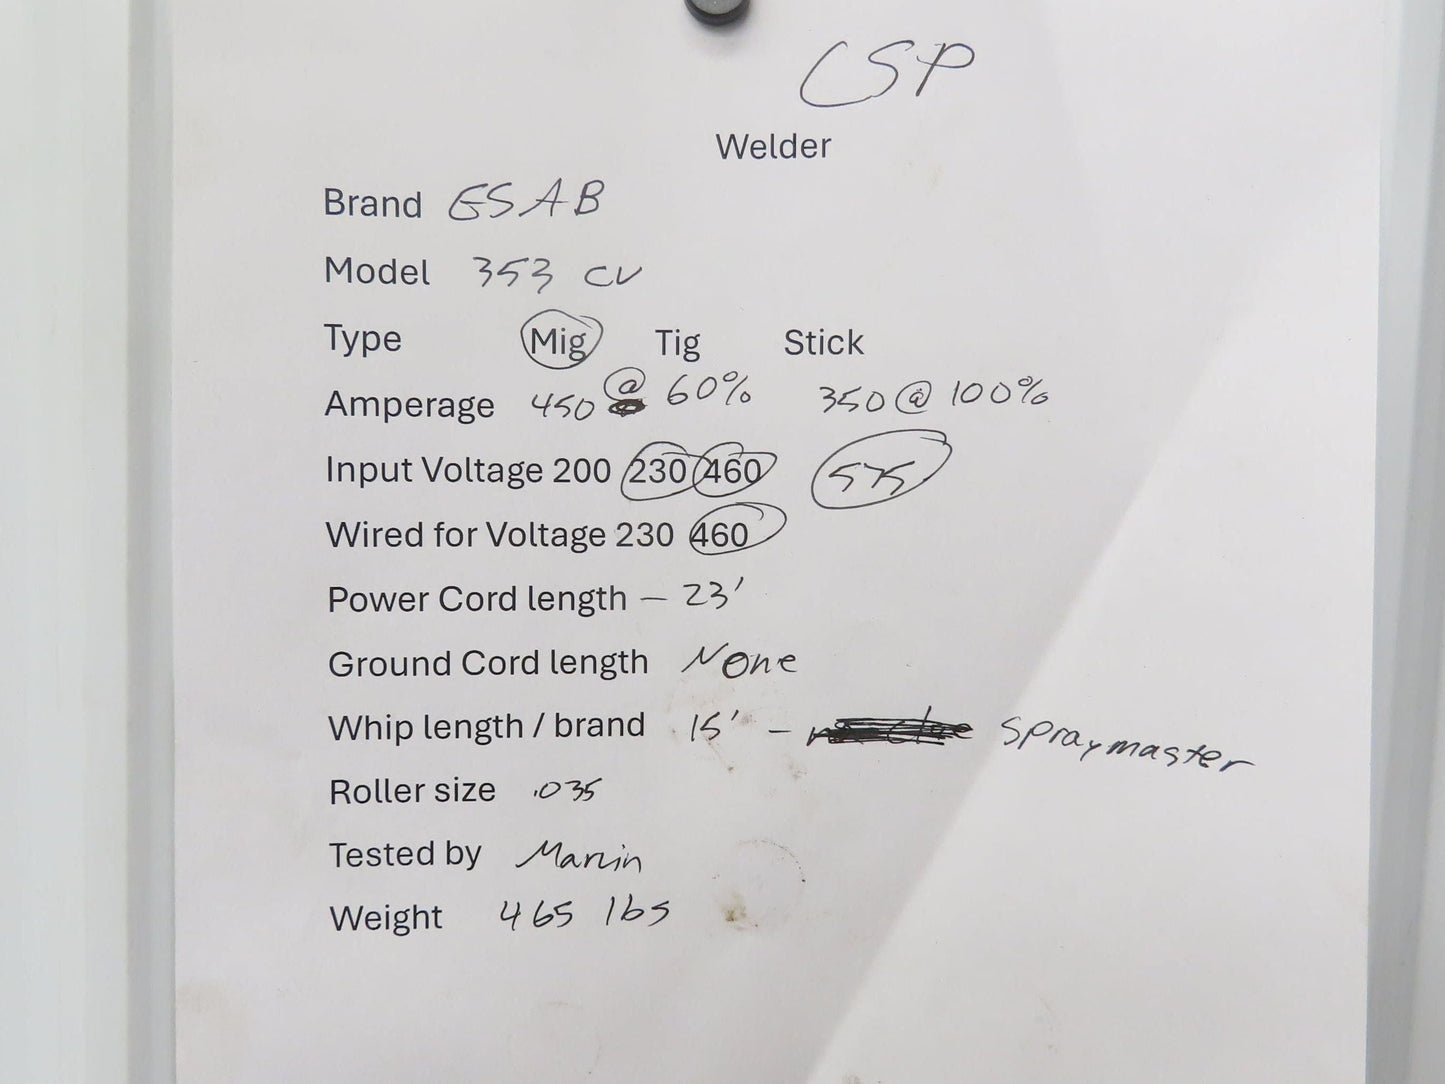 CSP
Welder
Brand ESAB
Model 353 CV
Type Mig Tig Stick
Amperage 450 @ 60% 350 @ 100%
Input Voltage 200 230 460 575
Wired for Voltage 230 460
Power Cord length – 23'
Ground Cord length None
Whip length / brand 15' – Spraymaster
Roller size .035
Tested by
Weight 465 lbs